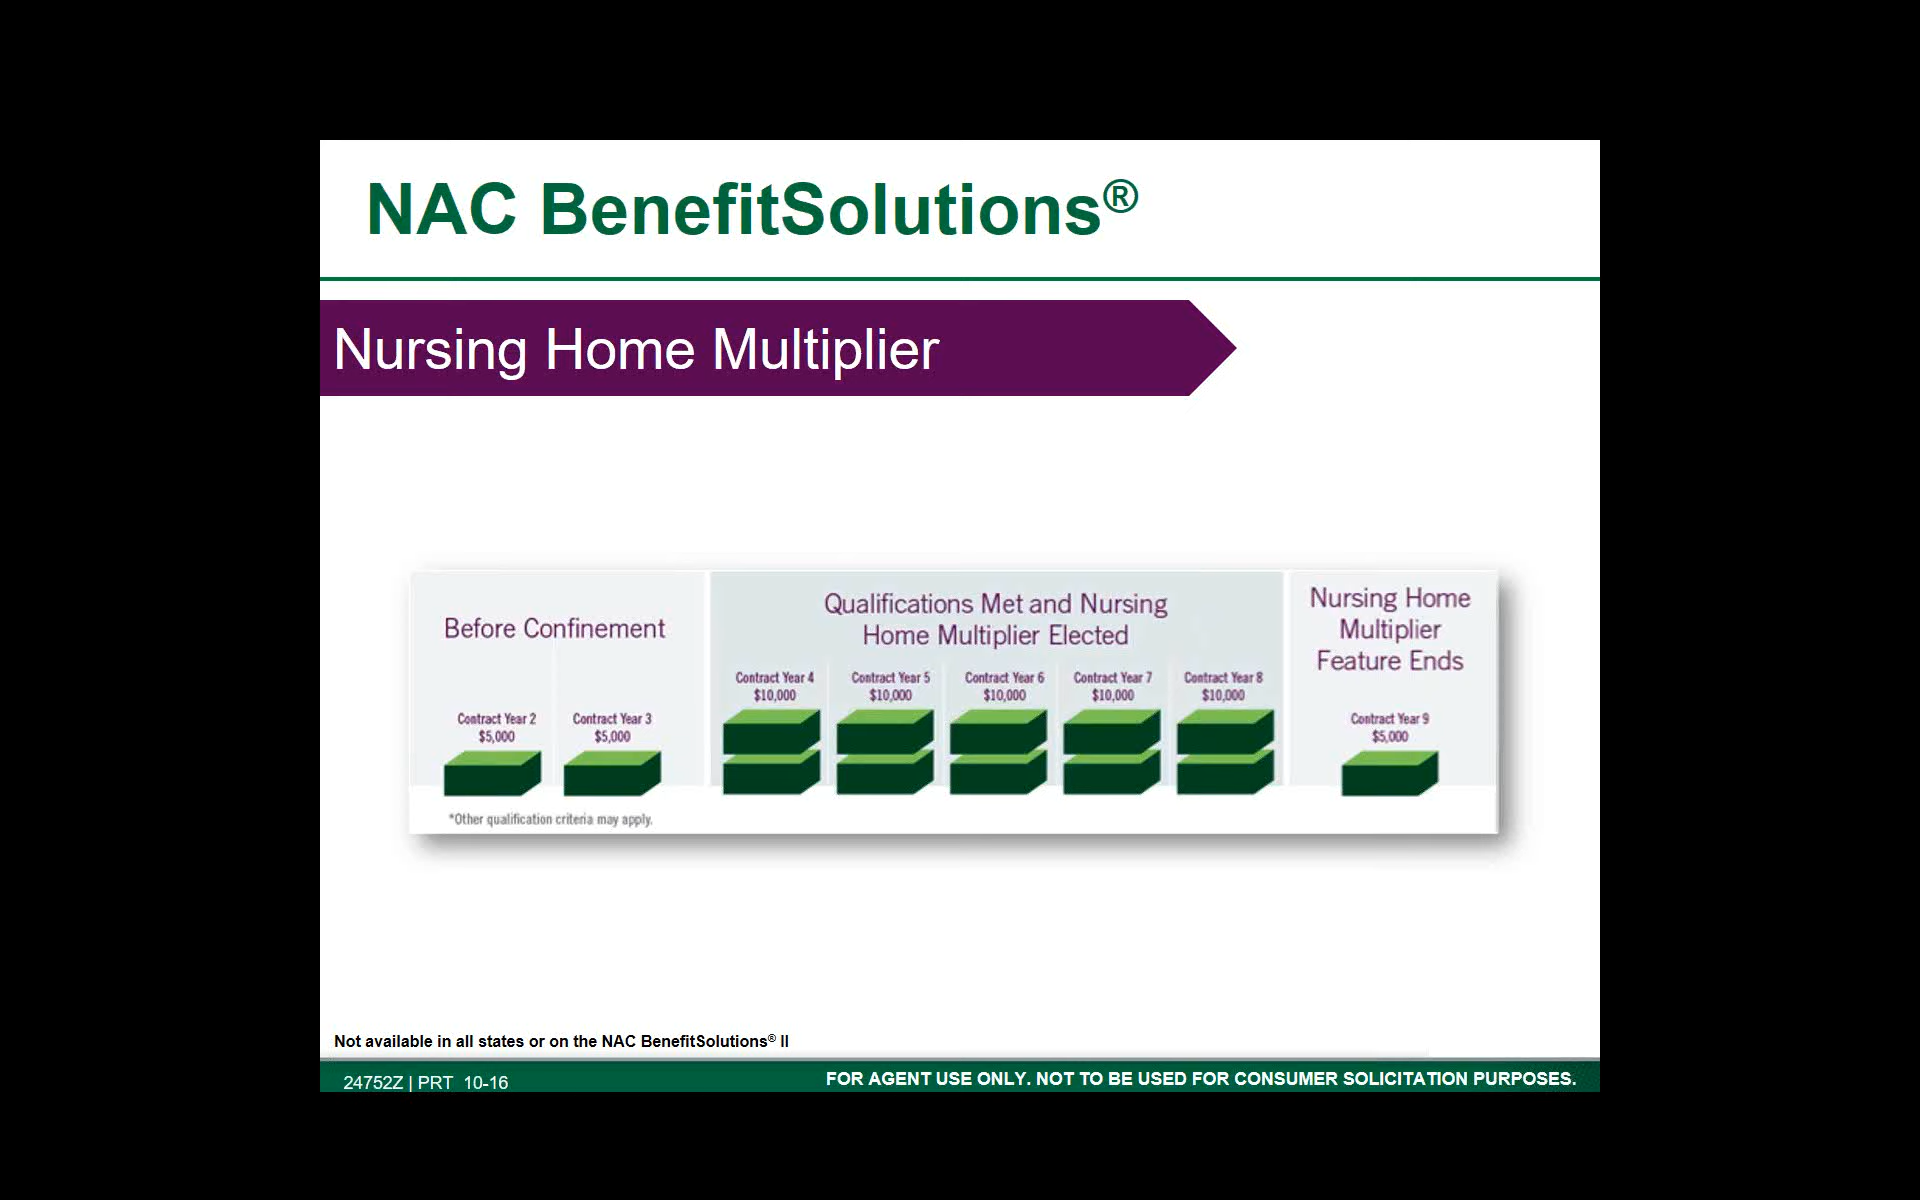 NAC BenefitSolutions®
Nursing Home Multiplier
Before Confinement
Contract Year 2
$5,000
Contract Year 3
$5,000
Qualifications Met and Nursing
Home Multiplier Elected
Contract Year 4
$10,000
Contract Year 5
$10,000
Contract Year 6
$10,000
Contract Year 7
$10,000
Contract Year 8
$10,000
Nursing Home
Multiplier
Feature Ends
Contract Year 9
$5,000
*Other qualification criteria may apply.
Not available in all states or on the NAC BenefitSolutions® II
24752Z | PRT 10-16
FOR AGENT USE ONLY. NOT TO BE USED FOR CONSUMER SOLICITATION PURPOSES.